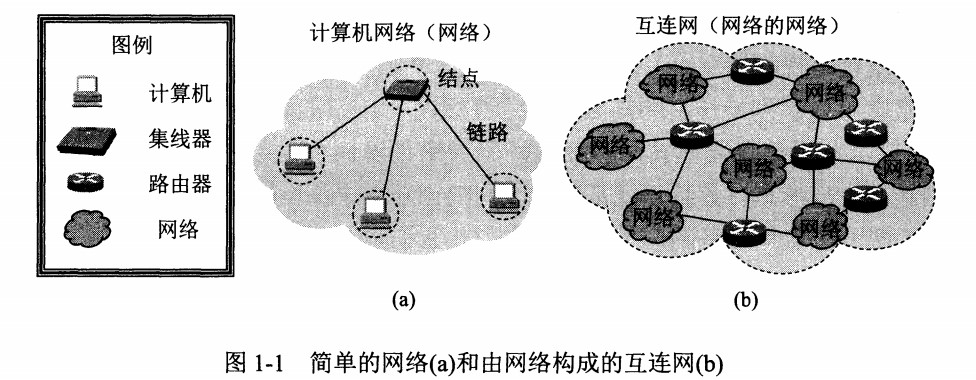 图例
计算机
集线器
路由器
网络
计算机网络（网络）
结点
链路
(a)
互连网（网络的网络）
网络
网络
网络
网络
网络
网络
网络
(b)
图 1-1 简单的网络(a)和由网络构成的互连网(b)